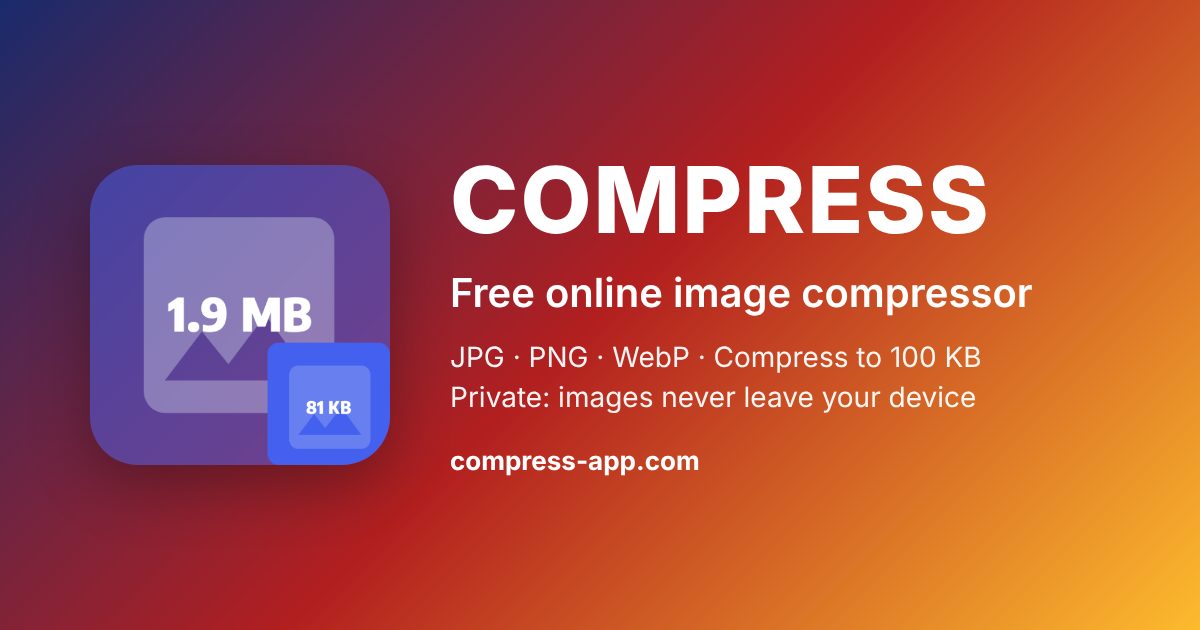 1.9 MB
81 KB
COMPRESS
Free online image compressor
JPG · PNG · WebP · Compress to 100 KB
Private: images never leave your device
compress-app.com